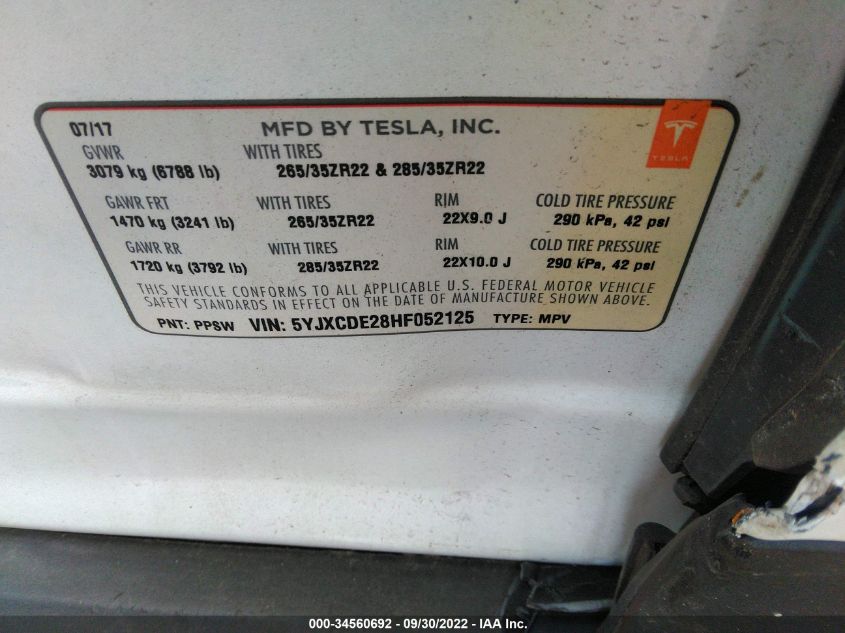 07/17 MFD BY TESLA, INC.
GVWR WITH TIRES
3079 kg (6788 lb) 265/35ZR22 & 285/35ZR22
TESLA
GAWR FRT WITH TIRES RIM COLD TIRE PRESSURE
1470 kg (3241 lb) 265/35ZR22 22X9.0 J 290 kPa, 42 psi
GAWR RR WITH TIRES RIM COLD TIRE PRESSURE
1720 kg (3792 lb) 285/35ZR22 22X10.0 J 290 kPa, 42 psi
THIS VEHICLE CONFORMS TO ALL APPLICABLE U.S. FEDERAL MOTOR VEHICLE
SAFETY STANDARDS IN EFFECT ON THE DATE OF MANUFACTURE SHOWN ABOVE.
PNT: PPSW VIN: 5YJXCDE28HF052125 TYPE: MPV
000-34560692 - 09/30/2022 - IAA Inc.